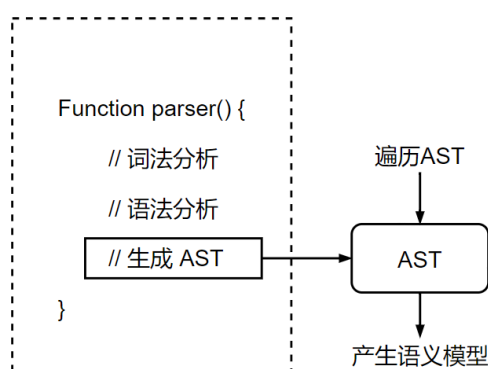 Function parser() {
// 词法分析
// 语法分析
// 生成 AST
}
遍历AST
AST
产生语义模型